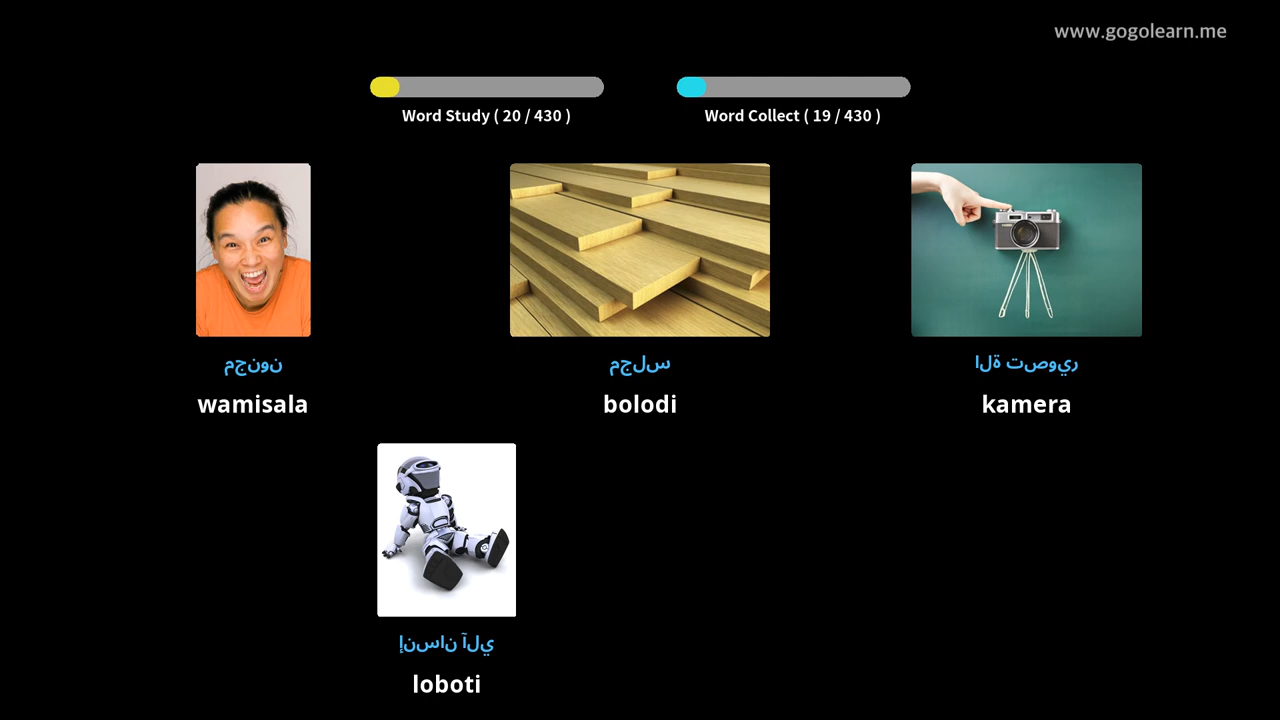 www.gogolearn.me
Word Study ( 20 / 430 )
Word Collect ( 19 / 430 )
مجنون
wamisala
مجلس
bolodi
الة تصوير
kamera
إنسان آلي
loboti